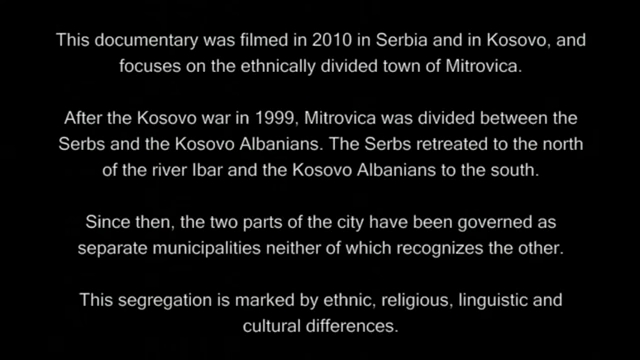 This documentary was filmed in 2010 in Serbia and in Kosovo, and
focuses on the ethnically divided town of Mitrovica.
After the Kosovo war in 1999, Mitrovica was divided between the
Serbs and the Kosovo Albanians. The Serbs retreated to the north
of the river Ibar and the Kosovo Albanians to the south.
Since then, the two parts of the city have been governed as
separate municipalities neither of which recognizes the other.
This segregation is marked by ethnic, religious, linguistic and
cultural differences.